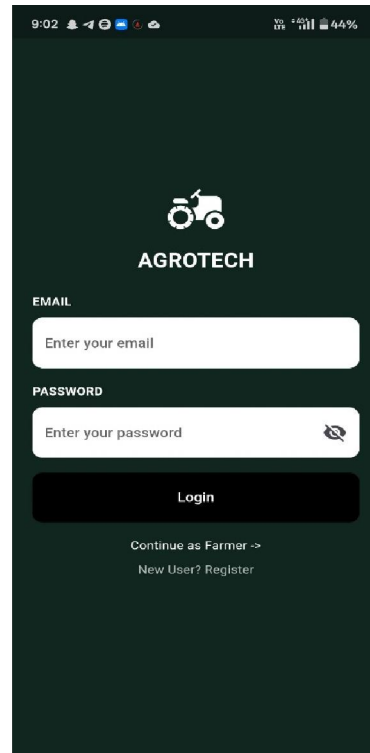 9:02 44%
AGROTECH
EMAIL
Enter your email
PASSWORD
Enter your password
Login
Continue as Farmer ->
New User? Register